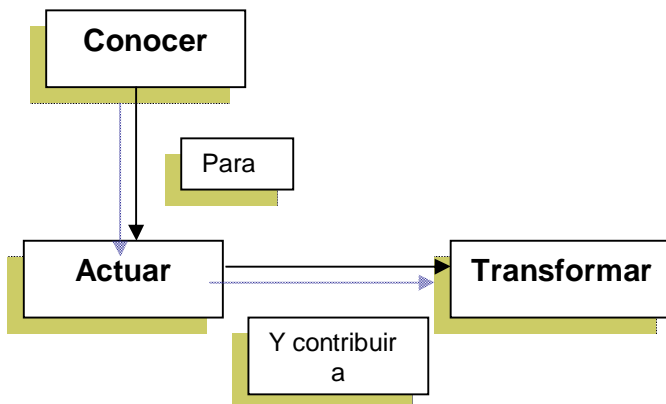 Conocer
Para
Actuar
Transformar
Y contribuir
a